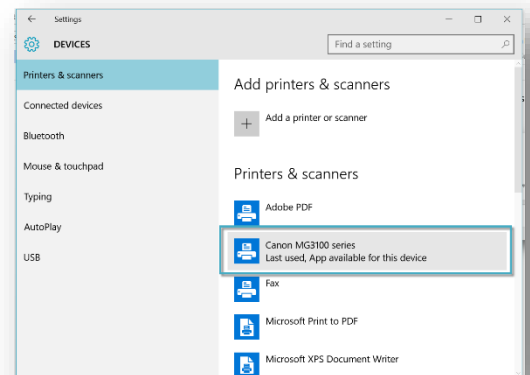 Settings
DEVICES
Find a setting
Printers & scanners
Connected devices
Bluetooth
Mouse & touchpad
Typing
AutoPlay
USB
Add printers & scanners
Add a printer or scanner
Printers & scanners
Adobe PDF
Canon MG3100 series
Last used, App available for this device
Fax
Microsoft Print to PDF
Microsoft XPS Document Writer